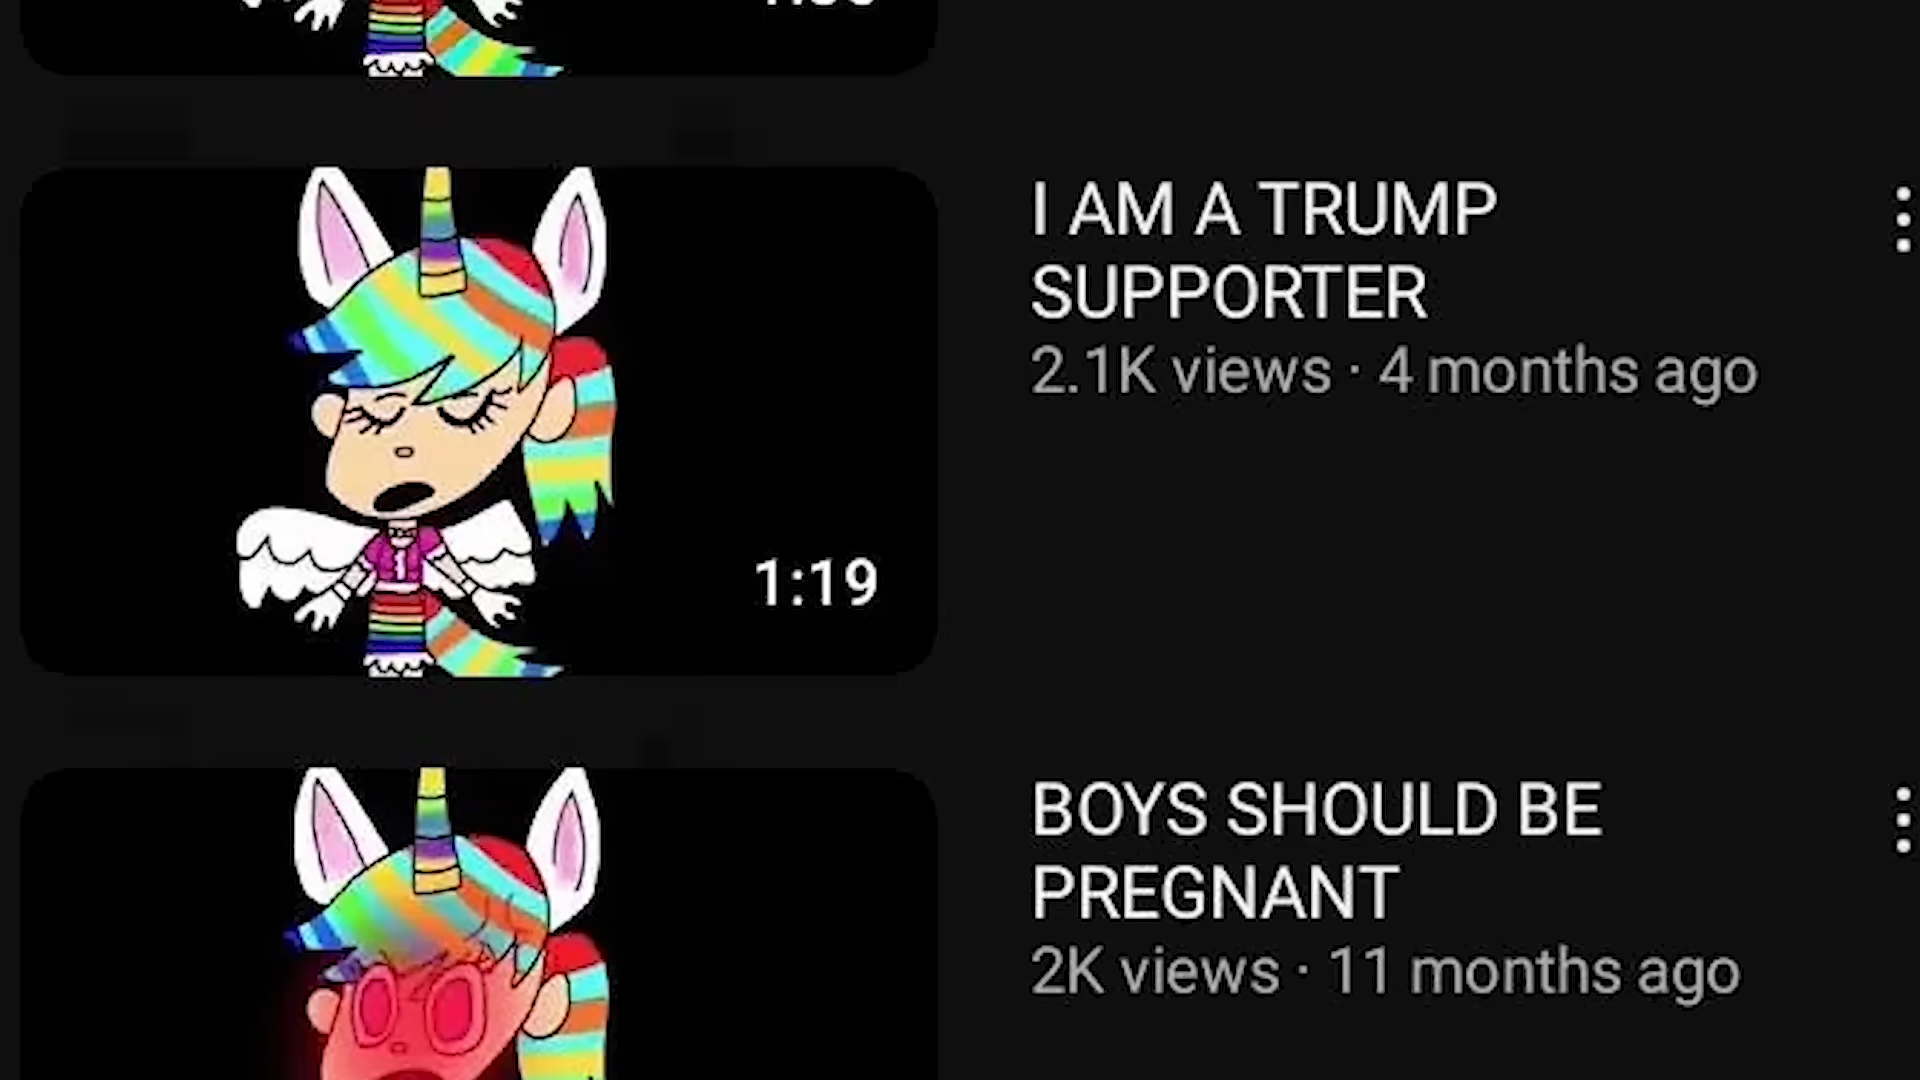 I AM A TRUMP
SUPPORTER
2.1K views · 4 months ago
1:19
BOYS SHOULD BE
PREGNANT
2K views · 11 months ago